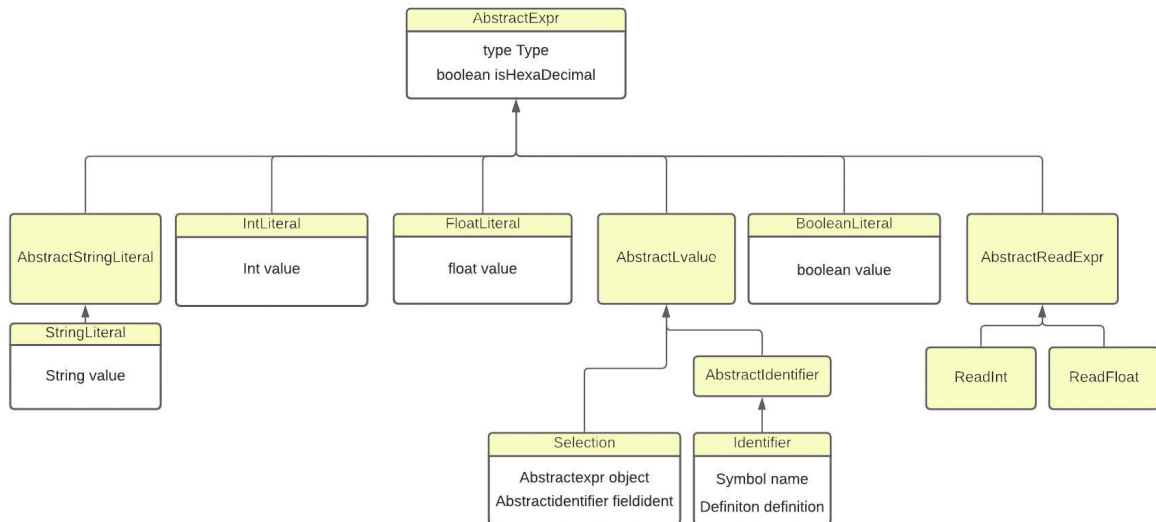 AbstractExpr
type Type
boolean isHexaDecimal
AbstractStringLiteral
IntLiteral
Int value
FloatLiteral
float value
AbstractLvalue
BooleanLiteral
boolean value
AbstractReadExpr
StringLiteral
String value
AbstractIdentifier
ReadInt
ReadFloat
Selection
Abstractexpr object
Abstractidentifier fieldident
Identifier
Symbol name
Definiton definition